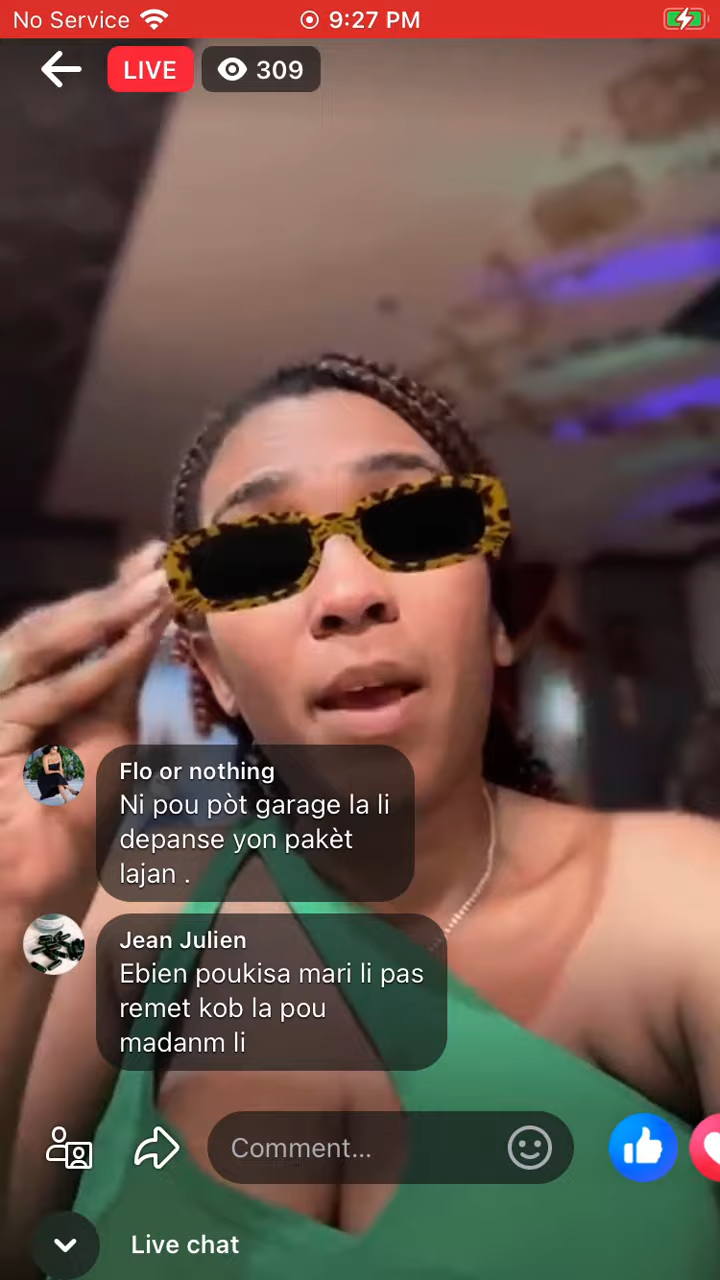 No Service 9:27 PM
LIVE 309
Flo or nothing
Ni pou pòt garage la li
depanse yon pakèt
lajan .
Jean Julien
Ebien poukisa mari li pas
remet kob la pou
madanm li
Comment...
Live chat